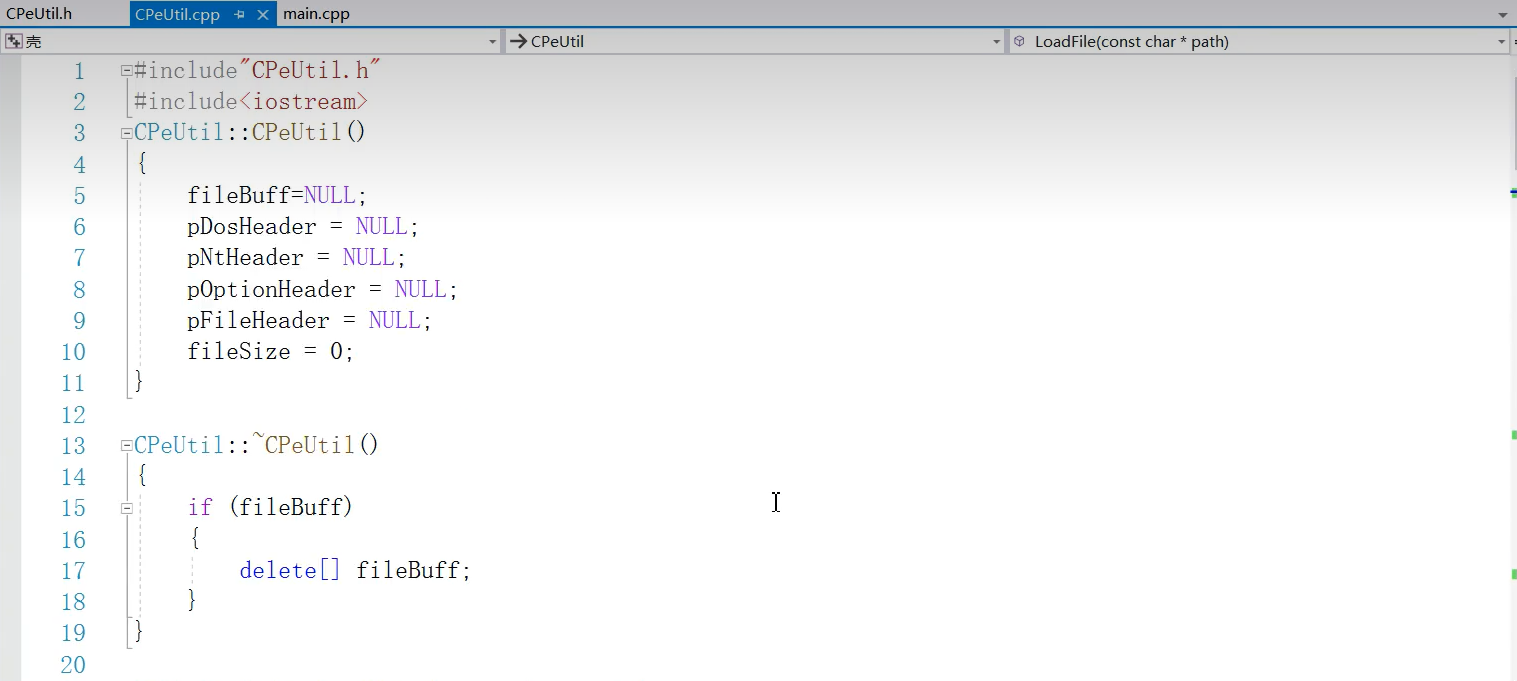 CPeUtil.h CPeUtil.cpp main.cpp
壳 CPeUtil LoadFile(const char * path)
1 #include"CPeUtil.h"
2 #include<iostream>
3 CPeUtil::CPeUtil()
4 {
5 fileBuff=NULL;
6 pDosHeader = NULL;
7 pNtHeader = NULL;
8 pOptionHeader = NULL;
9 pFileHeader = NULL;
10 fileSize = 0;
11 }
12
13 CPeUtil::~CPeUtil()
14 {
15 if (fileBuff)
16 {
17 delete[] fileBuff;
18 }
19 }
20